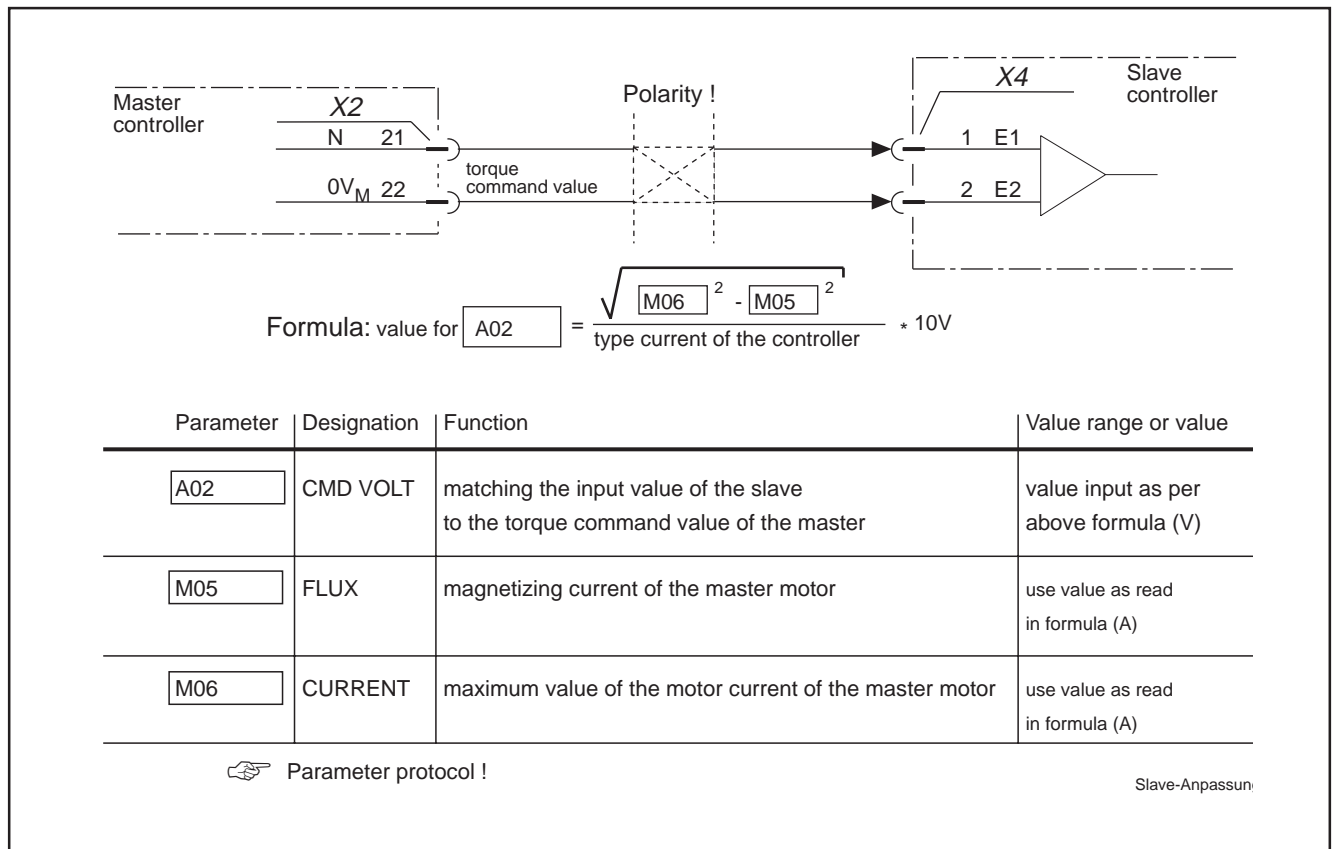 Master
controller
X2
N 21
0VM 22
torque
command value
Polarity !
X4
Slave
controller
1 E1
2 E2
Formula: value for A02 = √ M06 2 - M05 2
type current of the controller * 10V
Parameter Designation Function Value range or value
A02 CMD VOLT matching the input value of the slave value input as per
to the torque command value of the master above formula (V)
M05 FLUX magnetizing current of the master motor use value as read
in formula (A)
M06 CURRENT maximum value of the motor current of the master motor use value as read
in formula (A)
☞ Parameter protocol !
Slave-Anpassun